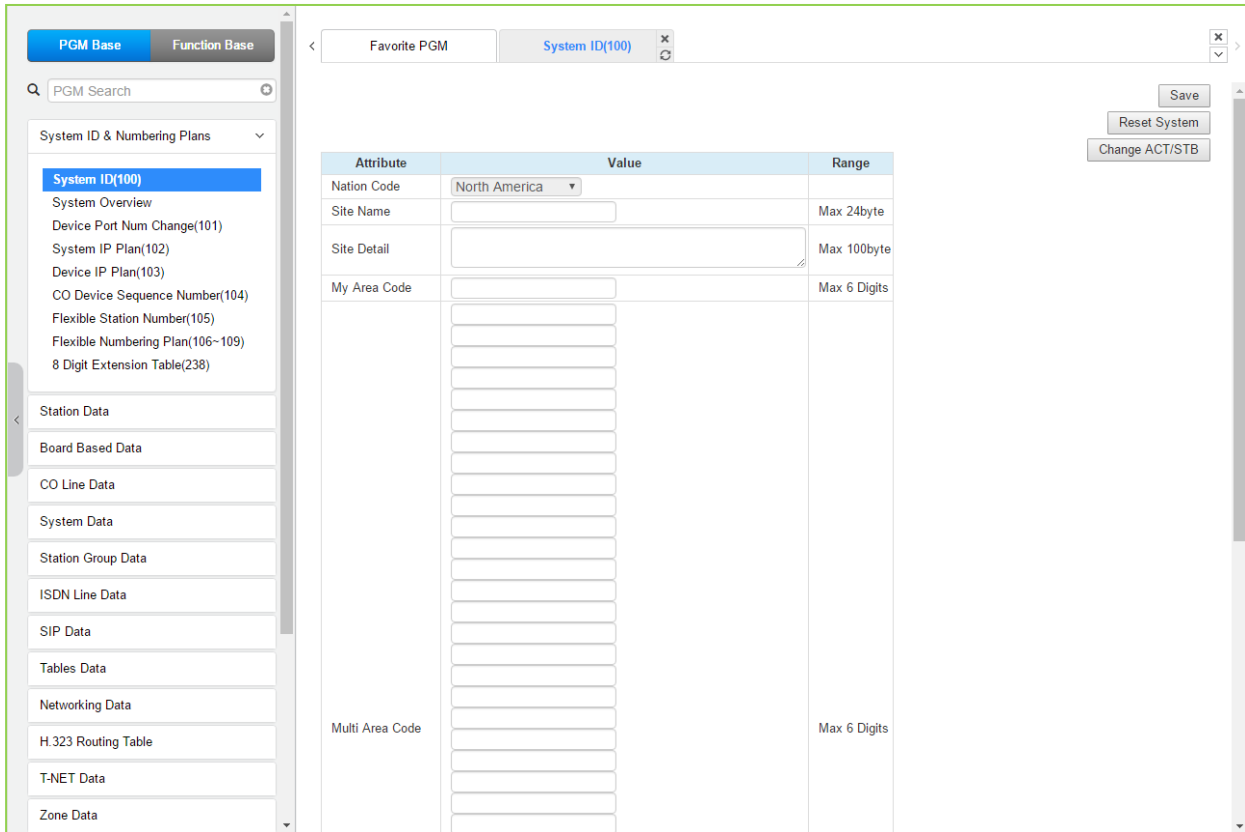 PGM Base
Function Base
PGM Search
System ID & Numbering Plans
System ID(100)
System Overview
Device Port Num Change(101)
System IP Plan(102)
Device IP Plan(103)
CO Device Sequence Number(104)
Flexible Station Number(105)
Flexible Numbering Plan(106~109)
8 Digit Extension Table(238)
Station Data
Board Based Data
CO Line Data
System Data
Station Group Data
ISDN Line Data
SIP Data
Tables Data
Networking Data
H.323 Routing Table
T-NET Data
Zone Data
Favorite PGM
System ID(100)
Save
Reset System
Change ACT/STB
Attribute Value Range
Nation Code North America
Site Name Max 24byte
Site Detail Max 100byte
My Area Code Max 6 Digits
Multi Area Code Max 6 Digits